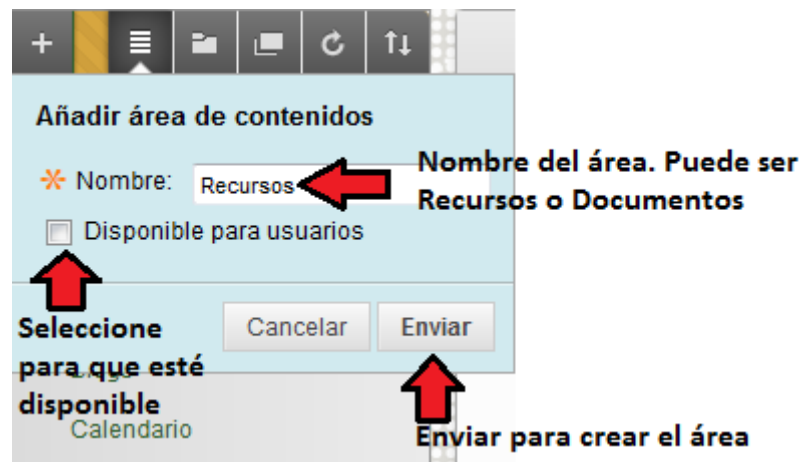 Añadir área de contenidos
Nombre:
Recursos
Nombre del área. Puede ser
Recursos o Documentos
Disponible para usuarios
Seleccione
para que esté
disponible
Cancelar
Enviar
Calendario
Enviar para crear el área